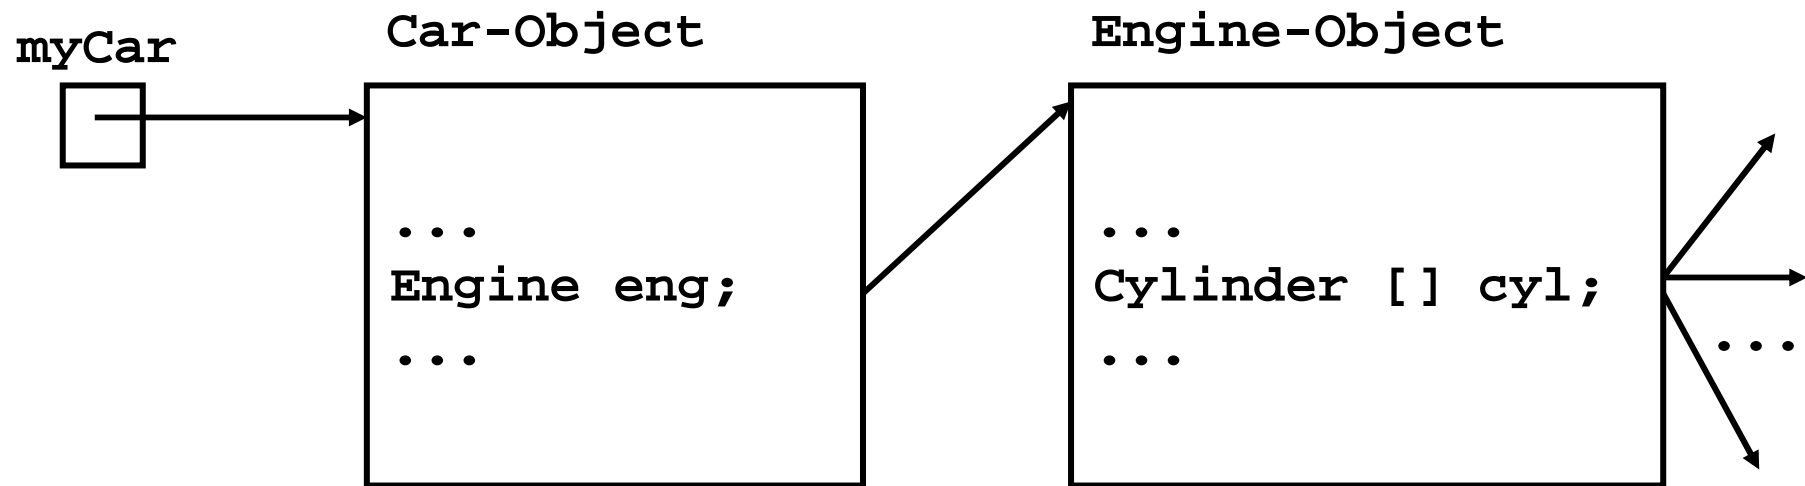 myCar
Car-Object
...
Engine eng;
...
Engine-Object
...
Cylinder [] cyl;
...
...